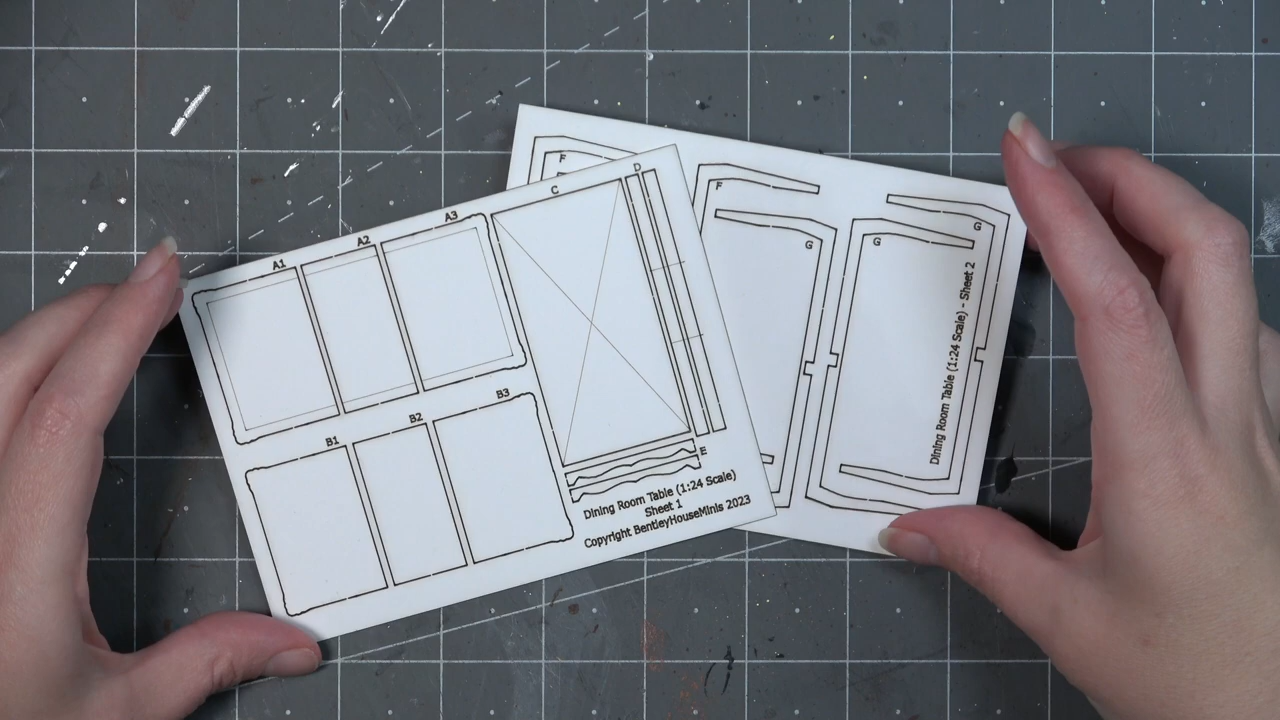 A1
A2
A3
C
D
B1
B2
B3
E
Dining Room Table (1:24 Scale)
Sheet 1
Copyright BentleyHouseMinis 2023
F
F
G
G
G
Dining Room Table (1:24 Scale) - Sheet 2